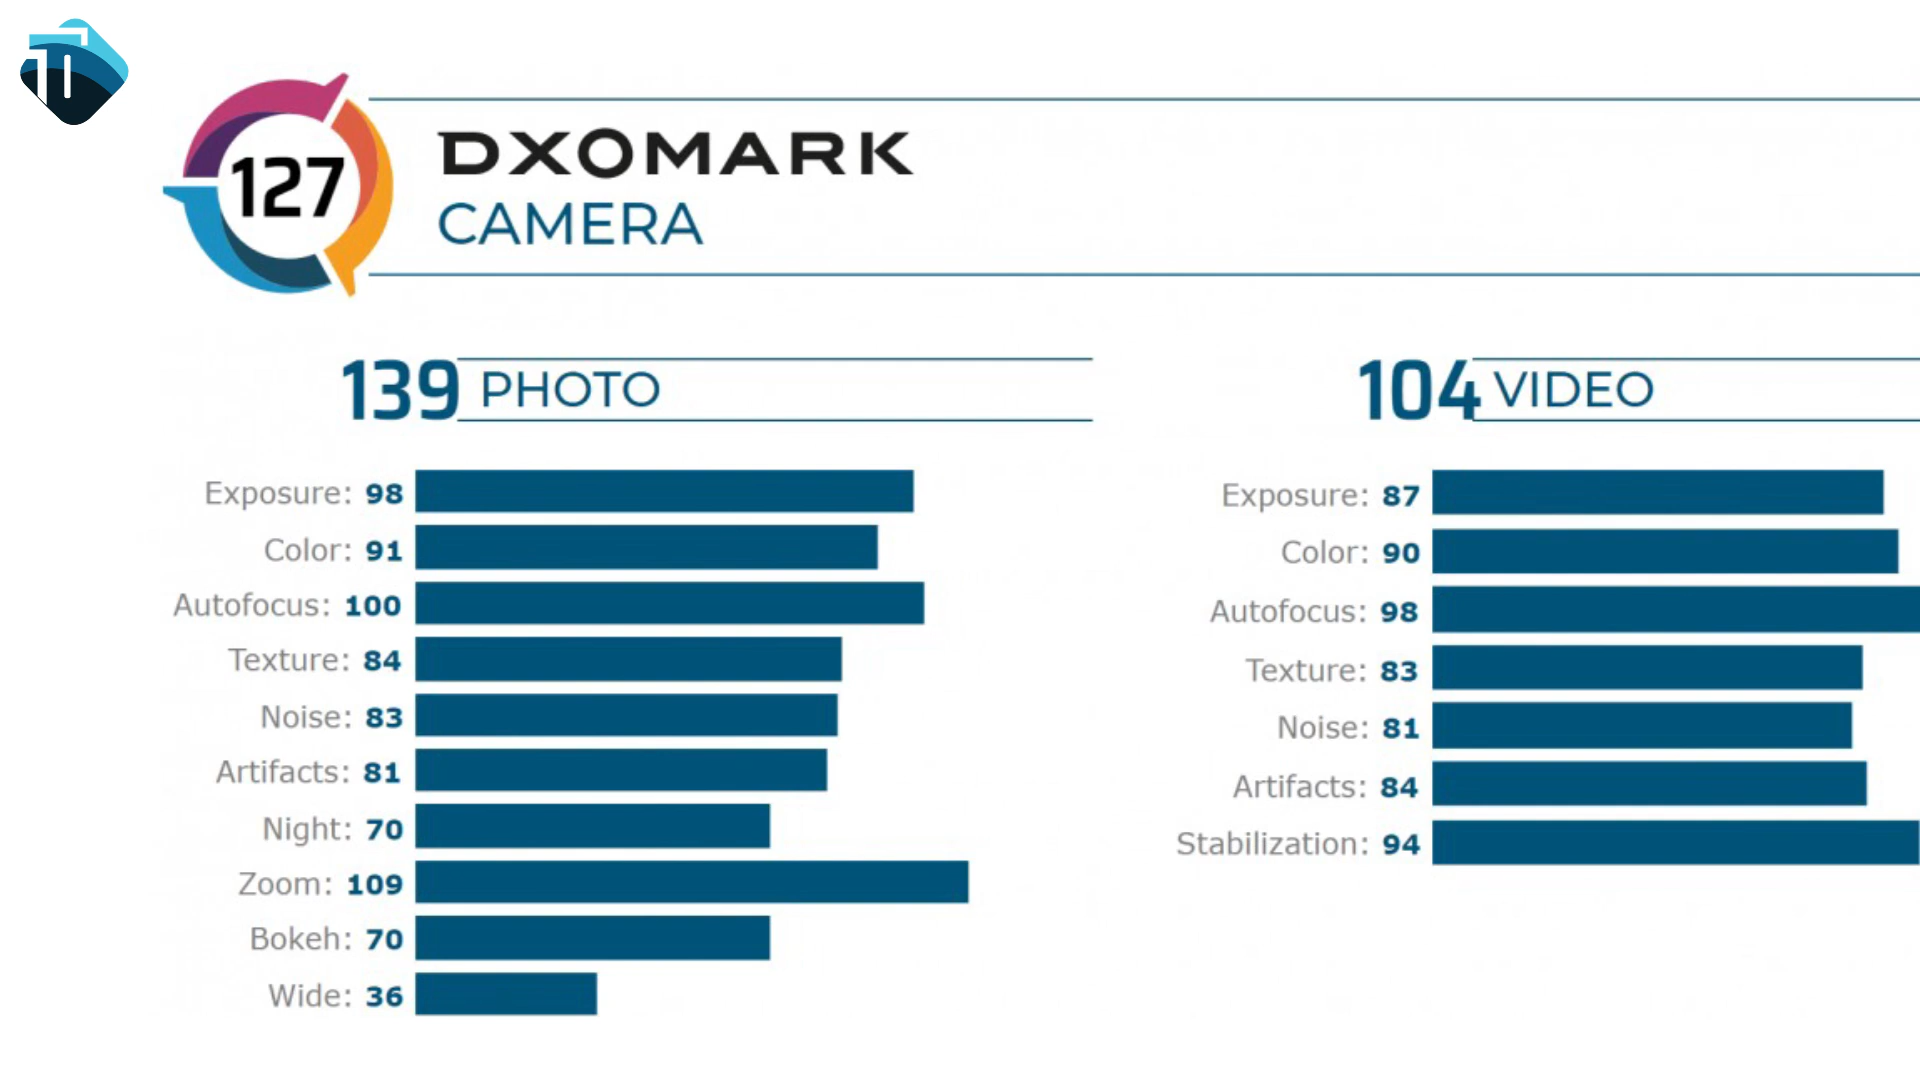 127
DXOMARK
CAMERA
139 PHOTO
Exposure: 98
Color: 91
Autofocus: 100
Texture: 84
Noise: 83
Artifacts: 81
Night: 70
Zoom: 109
Bokeh: 70
Wide: 36
104 VIDEO
Exposure: 87
Color: 90
Autofocus: 98
Texture: 83
Noise: 81
Artifacts: 84
Stabilization: 94